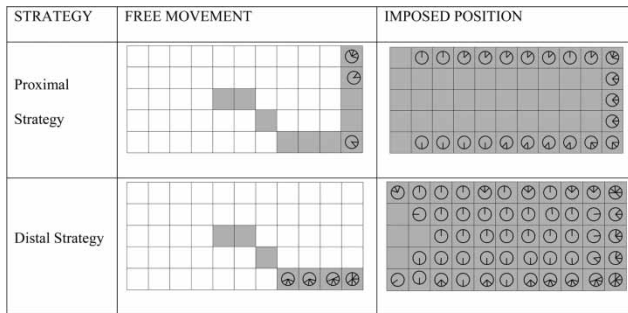 STRATEGY FREE MOVEMENT IMPOSED POSITION
Proximal
Strategy
Distal Strategy